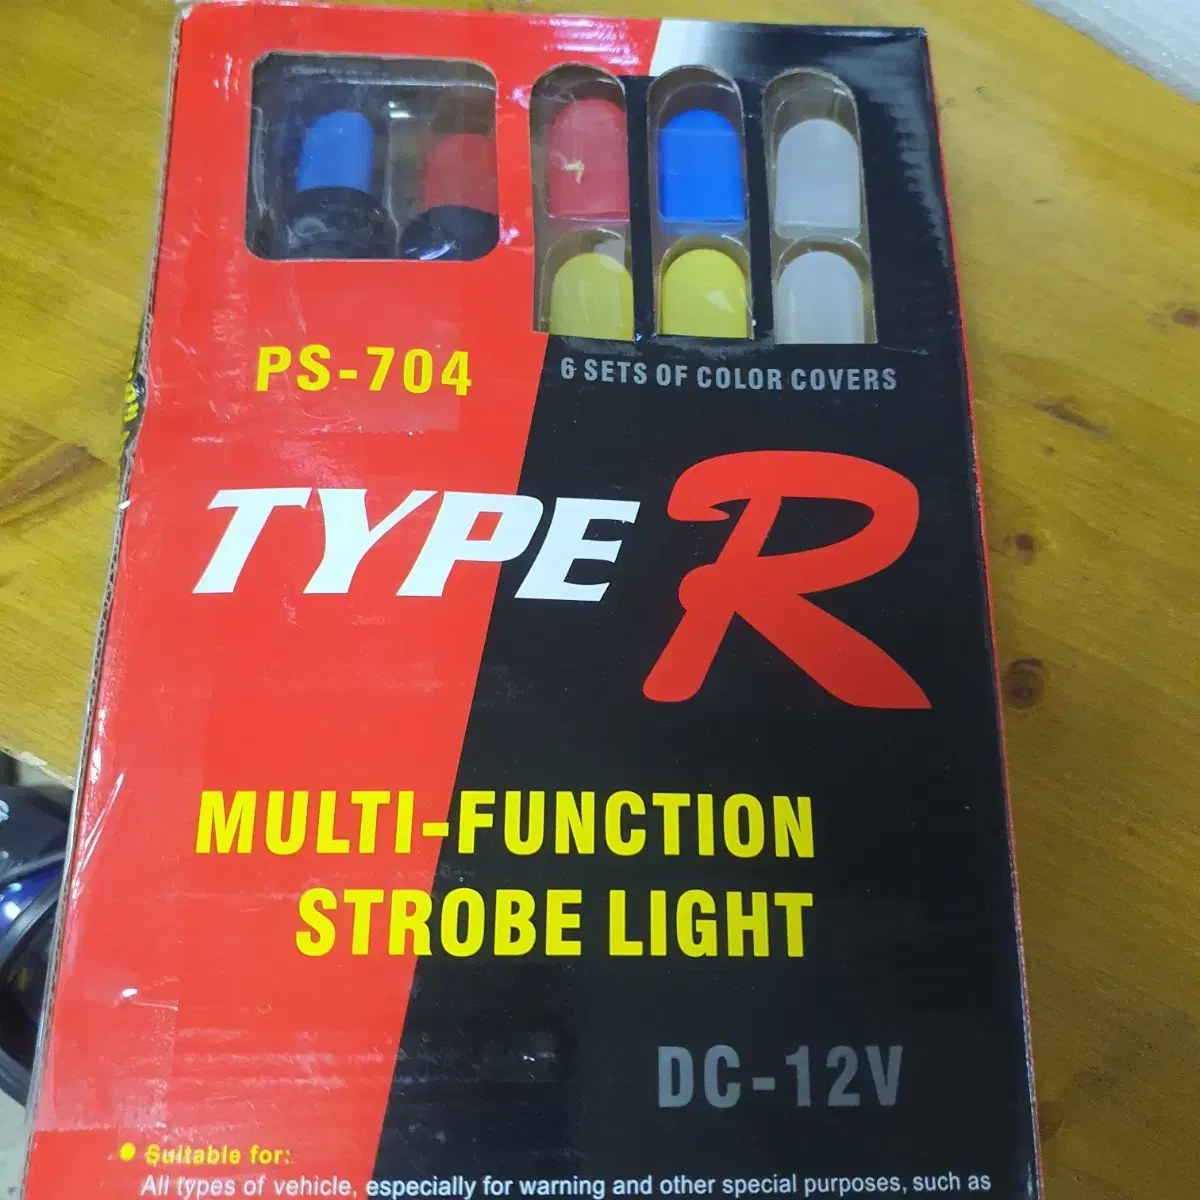 PS-704
6 SETS OF COLOR COVERS
TYPE R
MULTI-FUNCTION
STROBE LIGHT
DC-12V
Suitable for:
All types of vehicle, especially for warning and other special purposes, such as